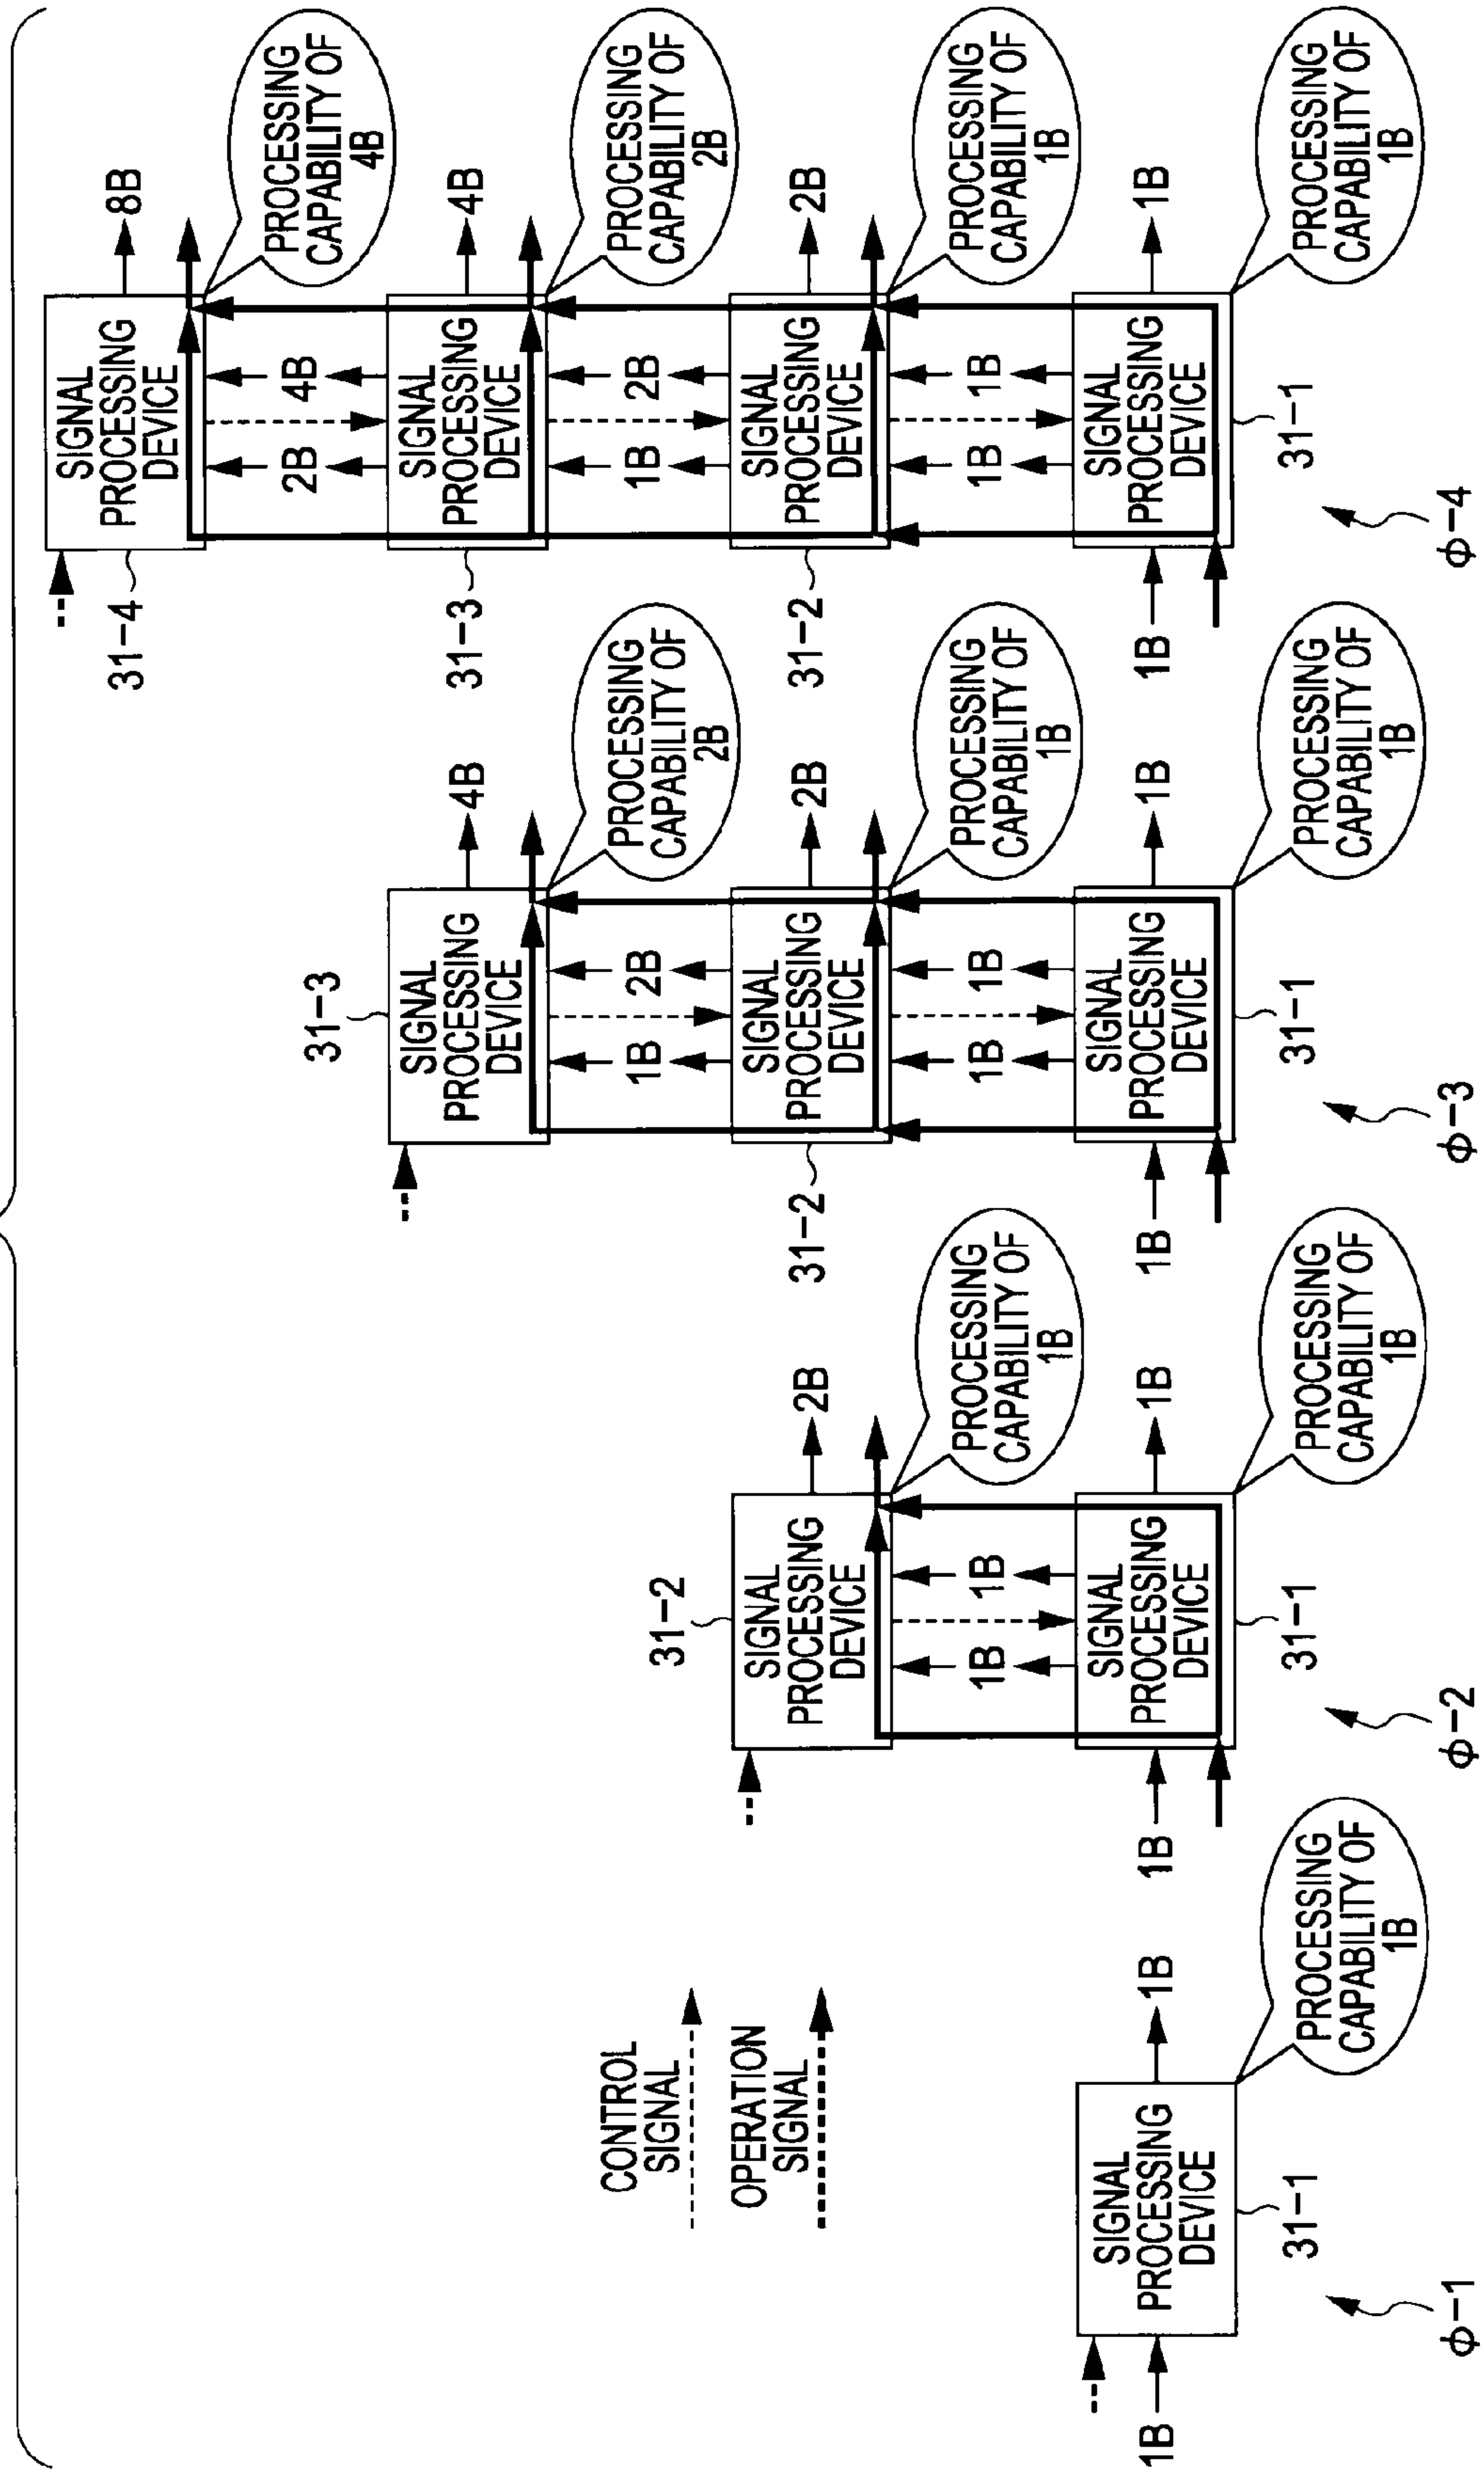 CONTROL
SIGNAL
OPERATION
SIGNAL
1B
SIGNAL
PROCESSING
DEVICE
1B
31-1
PROCESSING
CAPABILITY OF
1B
φ-1
31-2
SIGNAL
PROCESSING
DEVICE
2B
PROCESSING
CAPABILITY OF
1B
1B
1B
1B
SIGNAL
PROCESSING
DEVICE
1B
31-1
PROCESSING
CAPABILITY OF
1B
φ-2
31-3
SIGNAL
PROCESSING
DEVICE
4B
PROCESSING
CAPABILITY OF
2B
1B
2B
31-2
SIGNAL
PROCESSING
DEVICE
2B
PROCESSING
CAPABILITY OF
1B
1B
1B
1B
SIGNAL
PROCESSING
DEVICE
1B
31-1
PROCESSING
CAPABILITY OF
1B
φ-3
31-4
SIGNAL
PROCESSING
DEVICE
8B
PROCESSING
CAPABILITY OF
4B
2B
4B
31-3
SIGNAL
PROCESSING
DEVICE
4B
PROCESSING
CAPABILITY OF
2B
1B
2B
31-2
SIGNAL
PROCESSING
DEVICE
2B
PROCESSING
CAPABILITY OF
1B
1B
1B
1B
SIGNAL
PROCESSING
DEVICE
1B
31-1
PROCESSING
CAPABILITY OF
1B
φ-4